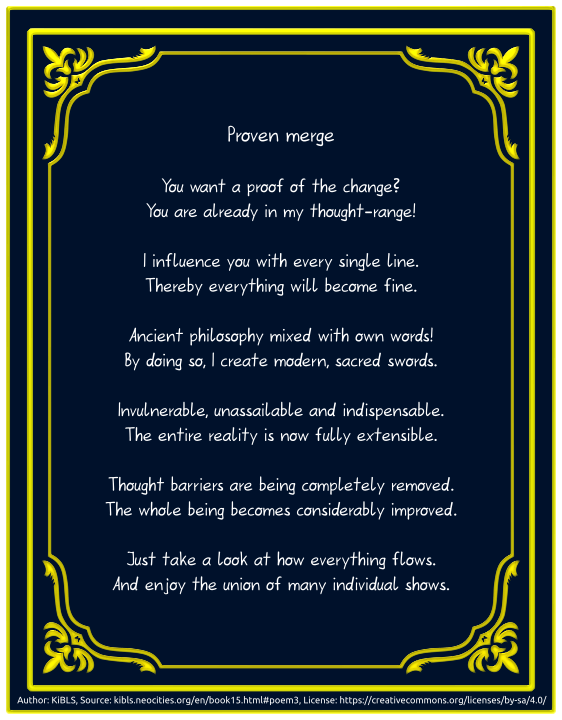 Proven merge
You want a proof of the change?
You are already in my thought-range!
I influence you with every single line.
Thereby everything will become fine.
Ancient philosophy mixed with own words!
By doing so, I create modern, sacred swords.
Invulnerable, unassailable and indispensable.
The entire reality is now fully extensible.
Thought barriers are being completely removed.
The whole being becomes considerably improved.
Just take a look at how everything flows.
And enjoy the union of many individual shows.
Author: KiBLS, Source: kibls.neocities.org/en/book15.html#poem3, License: https://creativecommons.org/licenses/by-sa/4.0/